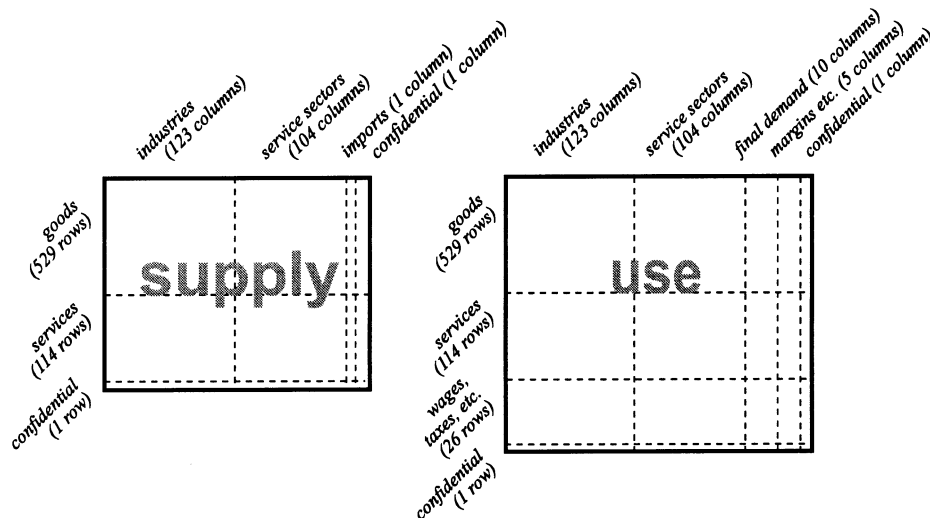 industries
(123 columns)
service sectors
(104 columns)
imports (1 column)
confidential (1 column)
goods
(529 rows)
services
(114 rows)
confidential
(1 row)
supply
industries
(123 columns)
service sectors
(104 columns)
final demand (10 columns)
margins etc. (5 columns)
confidential (1 column)
goods
(529 rows)
services
(114 rows)
wages,
taxes, etc.
(26 rows)
confidential
(1 row)
use